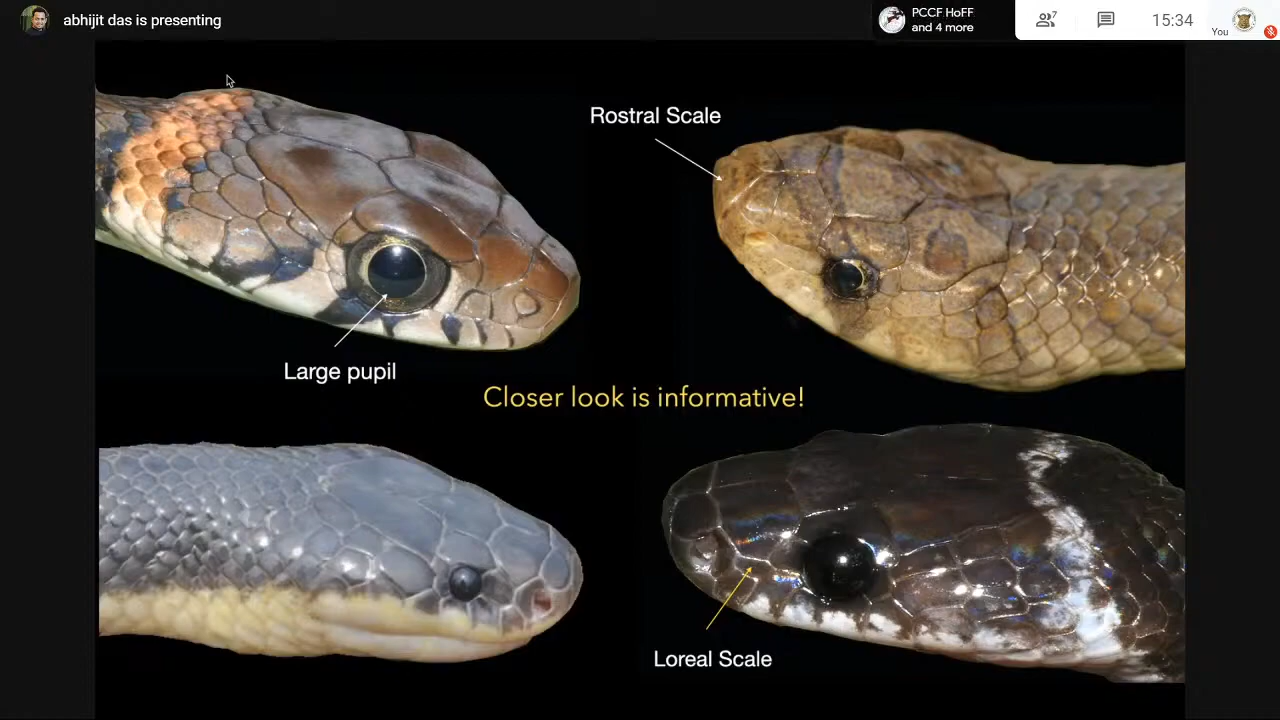 abhijit das is presenting
PCCF HoFF
and 4 more
7
15:34
You
Rostral Scale
Large pupil
Closer look is informative!
Loreal Scale